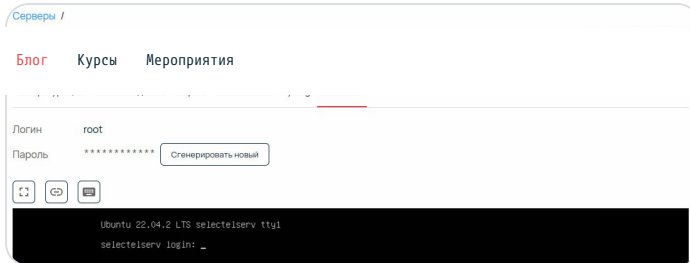 Серверы /
Блог Курсы Мероприятия
Логин root
Пароль ************ Сгенерировать новый
Ubuntu 22.04.2 LTS selectelserv tty1
selectelserv login: _